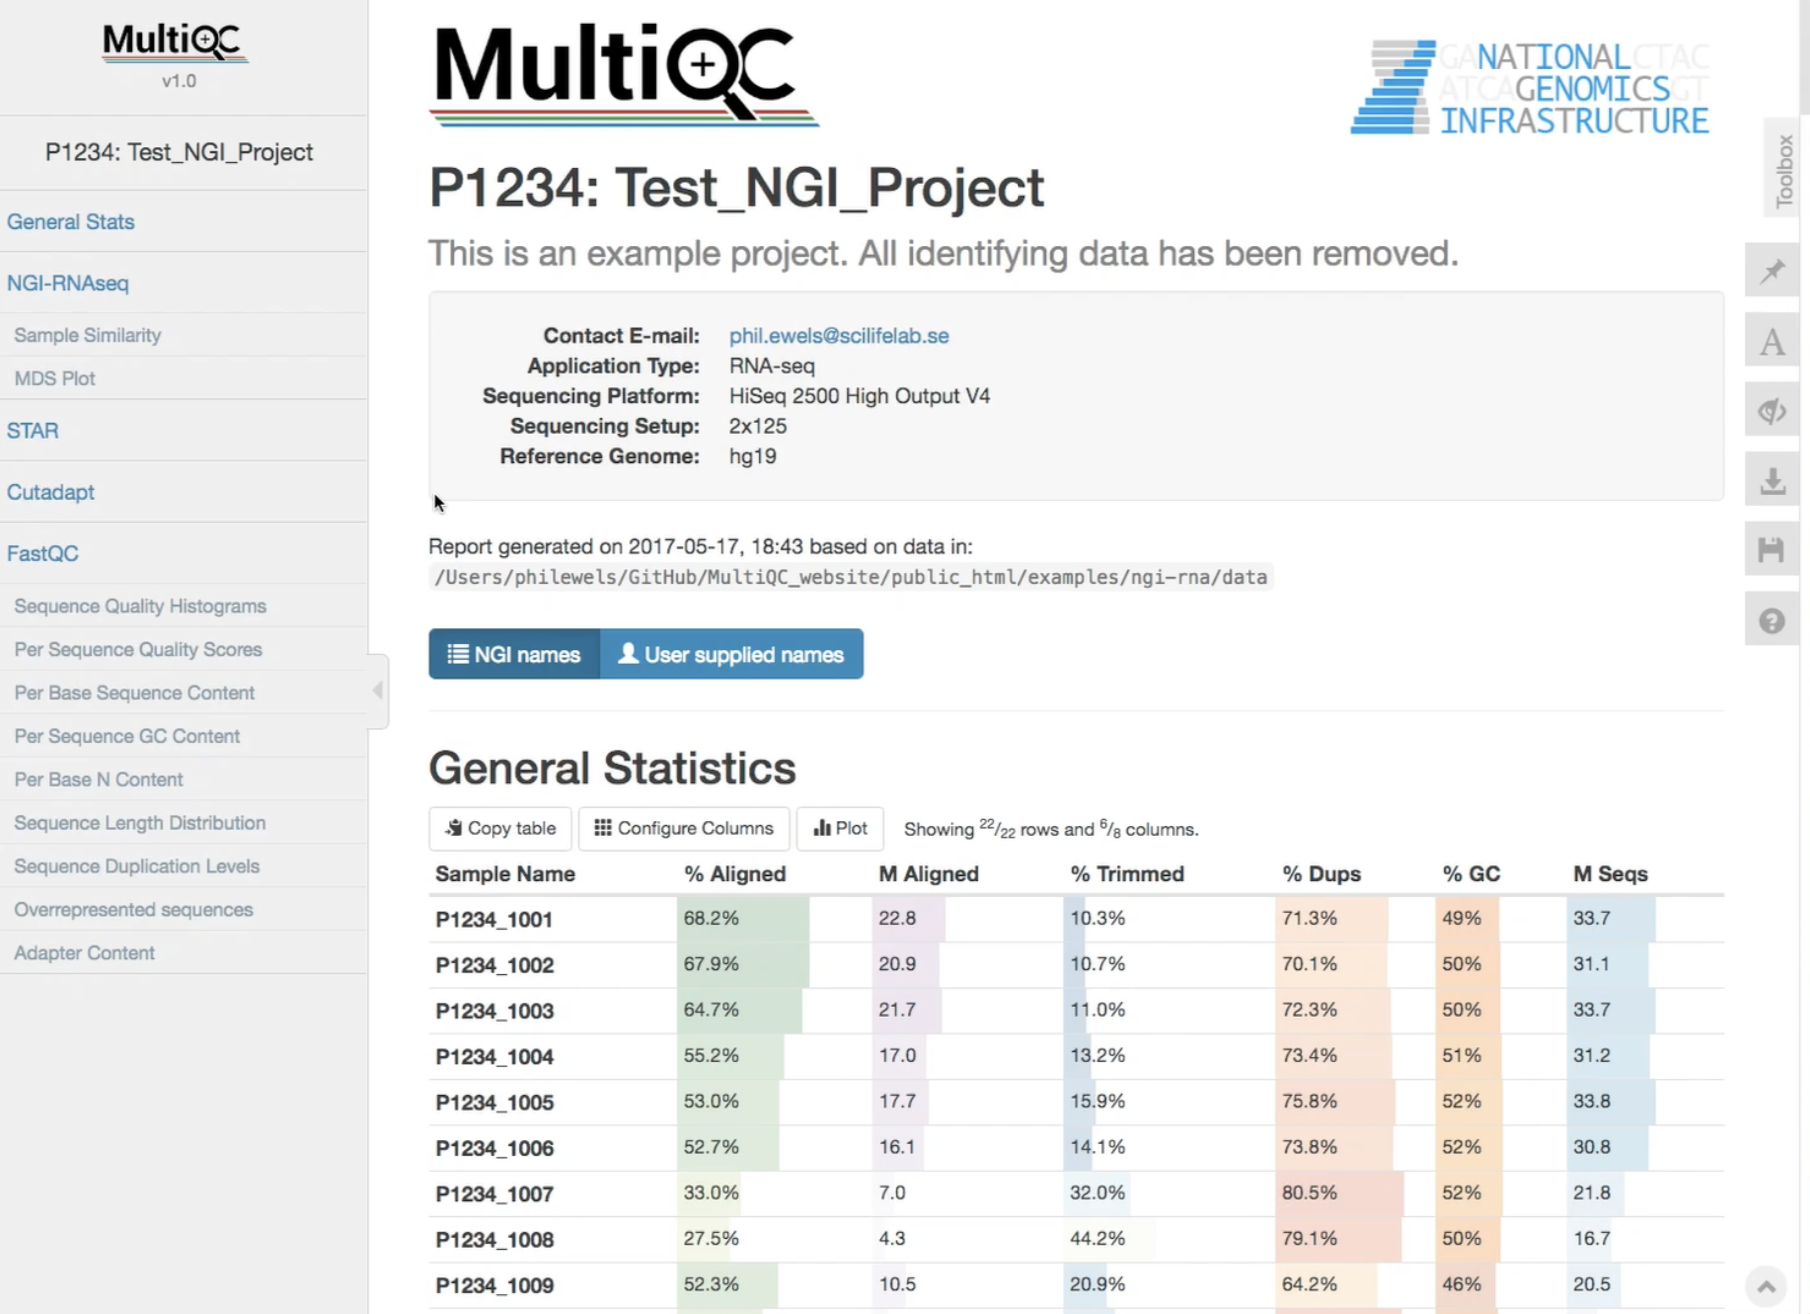 MultiQC
v1.0
P1234: Test_NGI_Project
General Stats
NGI-RNAseq
Sample Similarity
MDS Plot
STAR
Cutadapt
FastQC
Sequence Quality Histograms
Per Sequence Quality Scores
Per Base Sequence Content
Per Sequence GC Content
Per Base N Content
Sequence Length Distribution
Sequence Duplication Levels
Overrepresented sequences
Adapter Content
MultiQC
GANATIONALCTAC
ATCAGENOMICSGT
INFRASTRUCTURE
P1234: Test_NGI_Project
This is an example project. All identifying data has been removed.
Contact E-mail: phil.ewels@scilifelab.se
Application Type: RNA-seq
Sequencing Platform: HiSeq 2500 High Output V4
Sequencing Setup: 2x125
Reference Genome: hg19
Report generated on 2017-05-17, 18:43 based on data in:
/Users/philewels/GitHub/MultiQC_website/public_html/examples/ngi-rna/data
NGI names User supplied names
General Statistics
Copy table Configure Columns Plot Showing 22/22 rows and 6/8 columns.
Sample Name % Aligned M Aligned % Trimmed % Dups % GC M Seqs
P1234_1001 68.2% 22.8 10.3% 71.3% 49% 33.7
P1234_1002 67.9% 20.9 10.7% 70.1% 50% 31.1
P1234_1003 64.7% 21.7 11.0% 72.3% 50% 33.7
P1234_1004 55.2% 17.0 13.2% 73.4% 51% 31.2
P1234_1005 53.0% 17.7 15.9% 75.8% 52% 33.8
P1234_1006 52.7% 16.1 14.1% 73.8% 52% 30.8
P1234_1007 33.0% 7.0 32.0% 80.5% 52% 21.8
P1234_1008 27.5% 4.3 44.2% 79.1% 50% 16.7
P1234_1009 52.3% 10.5 20.9% 64.2% 46% 20.5
Toolbox
A